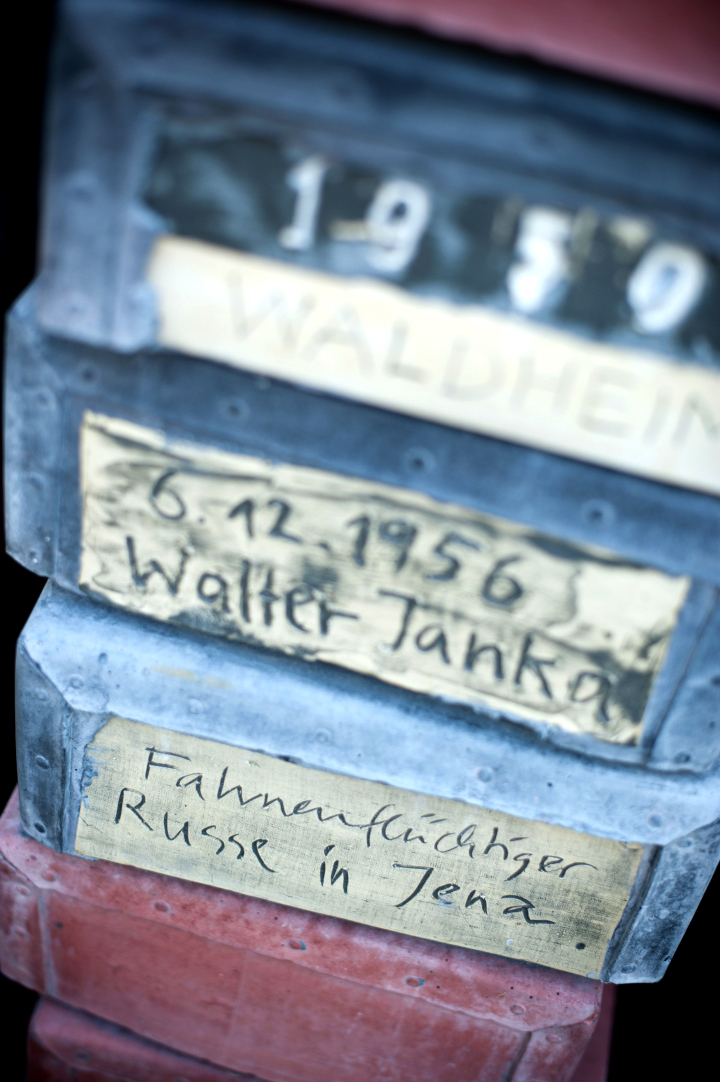 1950
WALDHEIM
6.12.1956
Walter Janka
Fahnenflüchtiger
Russe in Jena.